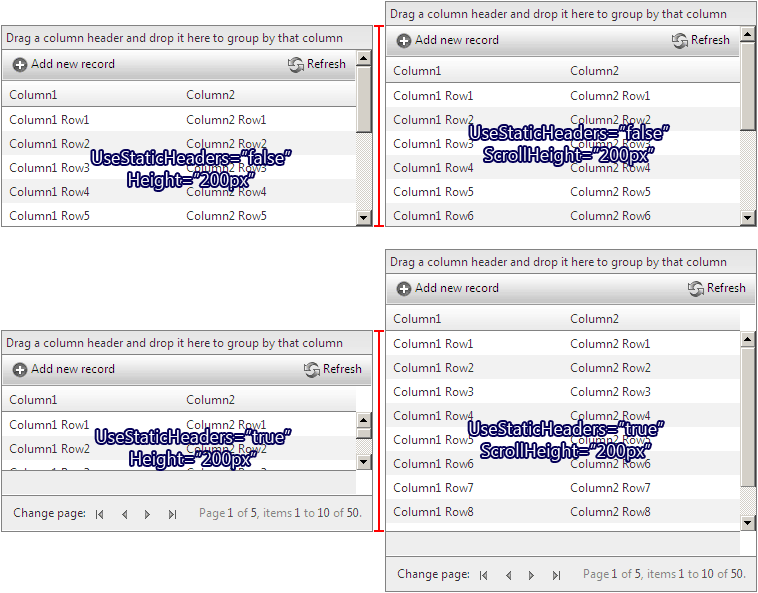 Drag a column header and drop it here to group by that column
Add new record Refresh
Column1 Column2
Column1 Row1 Column2 Row1
Column1 Row2 Column2 Row2
Column1 Row3 Column2 Row3
Column1 Row4 Column2 Row4
Column1 Row5 Column2 Row5
UseStaticHeaders="false"
Height="200px"
Drag a column header and drop it here to group by that column
Add new record Refresh
Column1 Column2
Column1 Row1 Column2 Row1
Column1 Row2 Column2 Row2
Column1 Row3 Column2 Row3
Column1 Row4 Column2 Row4
Column1 Row5 Column2 Row5
Column1 Row6 Column2 Row6
UseStaticHeaders="false"
ScrollHeight="200px"
Drag a column header and drop it here to group by that column
Add new record Refresh
Column1 Column2
Column1 Row1 Column2 Row1
Column1 Row2 Column2 Row2
UseStaticHeaders="true"
Height="200px"
Change page: Page 1 of 5, items 1 to 10 of 50.
Drag a column header and drop it here to group by that column
Add new record Refresh
Column1 Column2
Column1 Row1 Column2 Row1
Column1 Row2 Column2 Row2
Column1 Row3 Column2 Row3
Column1 Row4 Column2 Row4
Column1 Row5 Column2 Row5
Column1 Row6 Column2 Row6
Column1 Row7 Column2 Row7
Column1 Row8 Column2 Row8
UseStaticHeaders="true"
ScrollHeight="200px"
Change page: Page 1 of 5, items 1 to 10 of 50.